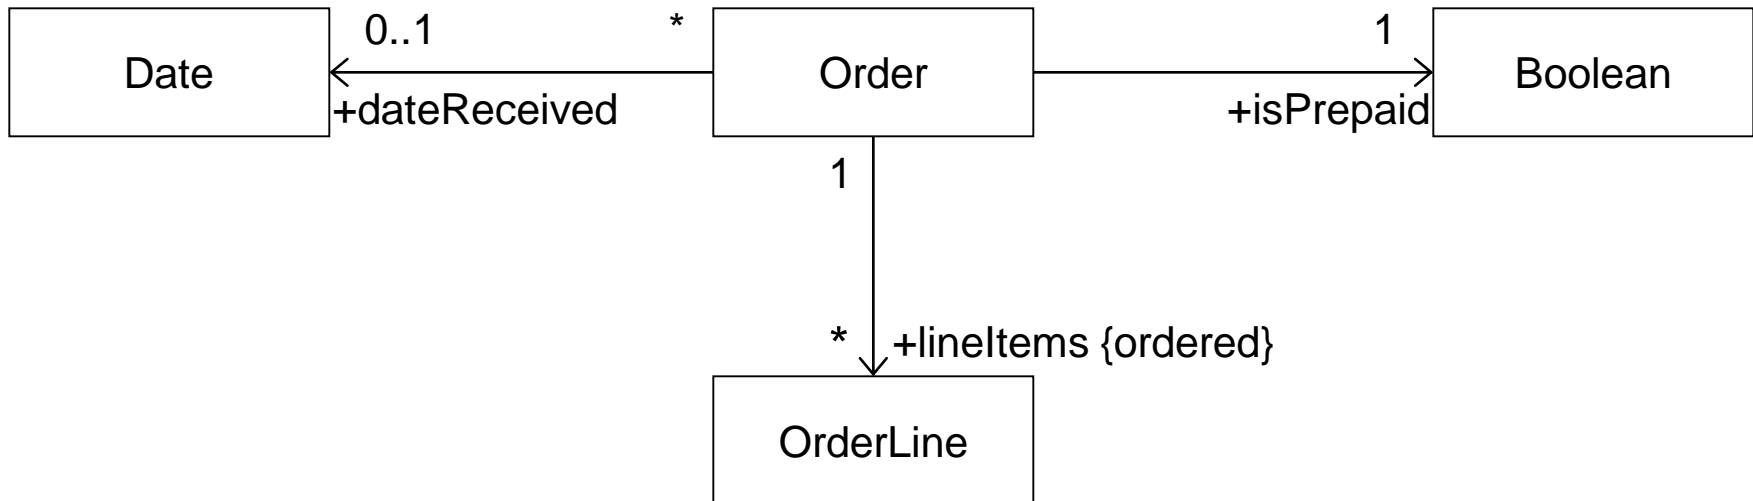 0..1
*
1
Date
Order
Boolean
+dateReceived
+isPrepaid
1
*
+lineItems {ordered}
OrderLine